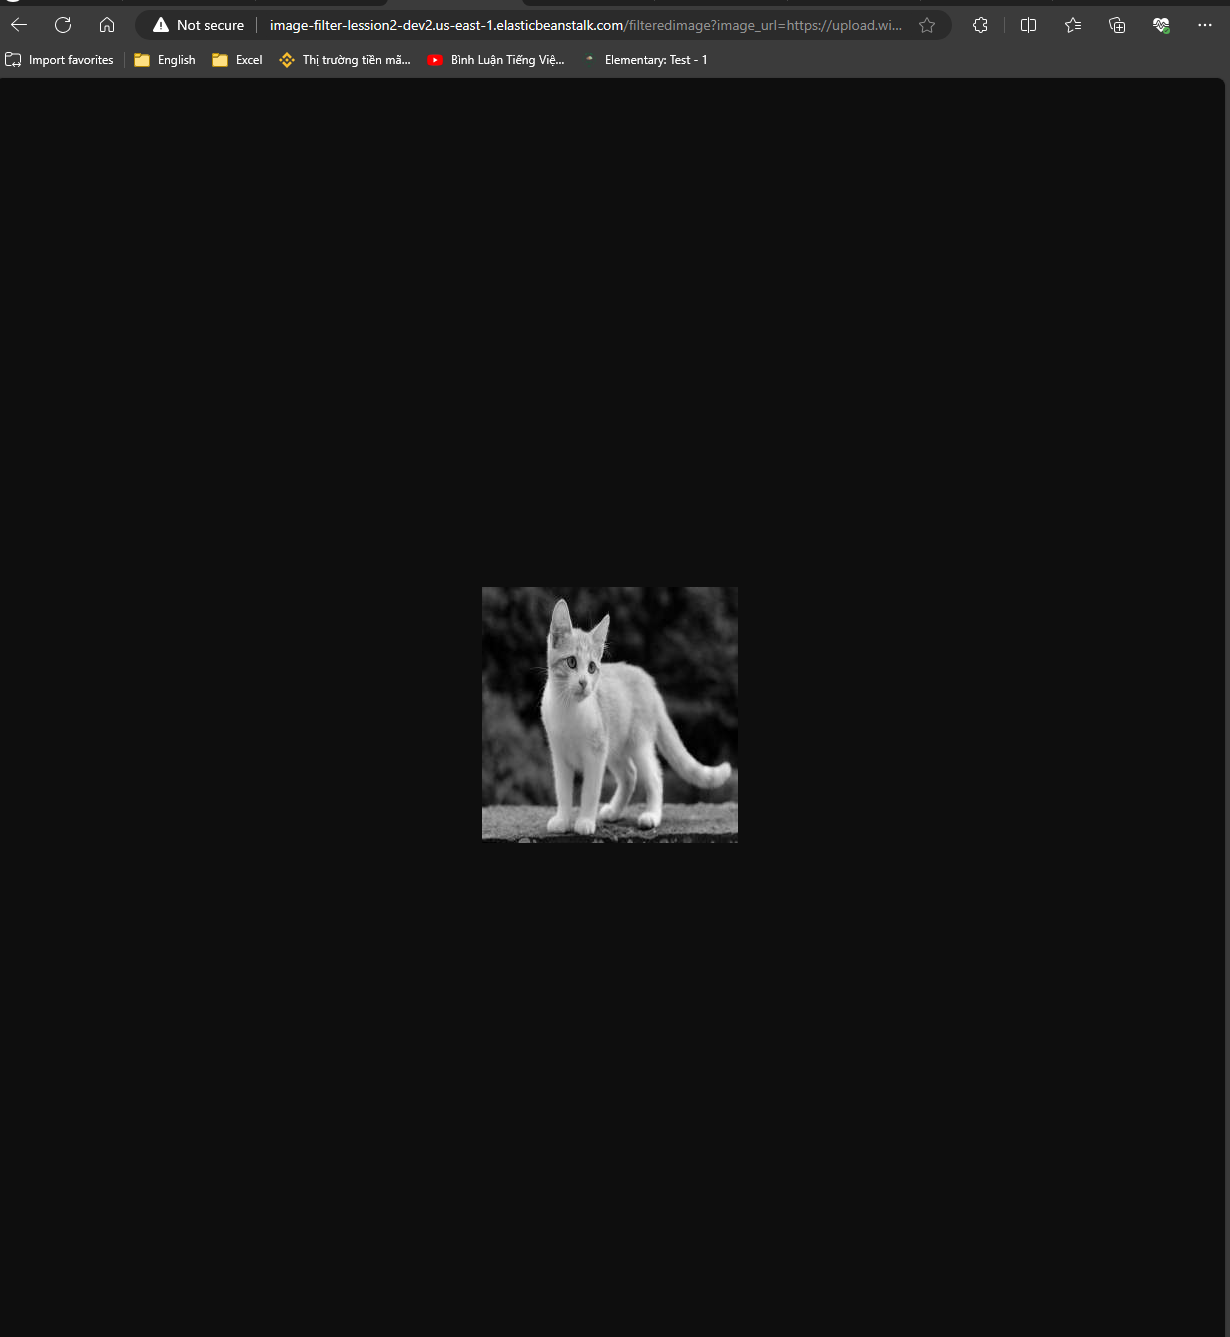 Not secure image-filter-lession2-dev2.us-east-1.elasticbeanstalk.com/filteredimage?image_url=https://upload.wi...
Import favorites English Excel Thị trường tiền mã... Bình Luận Tiếng Việ... Elementary: Test - 1